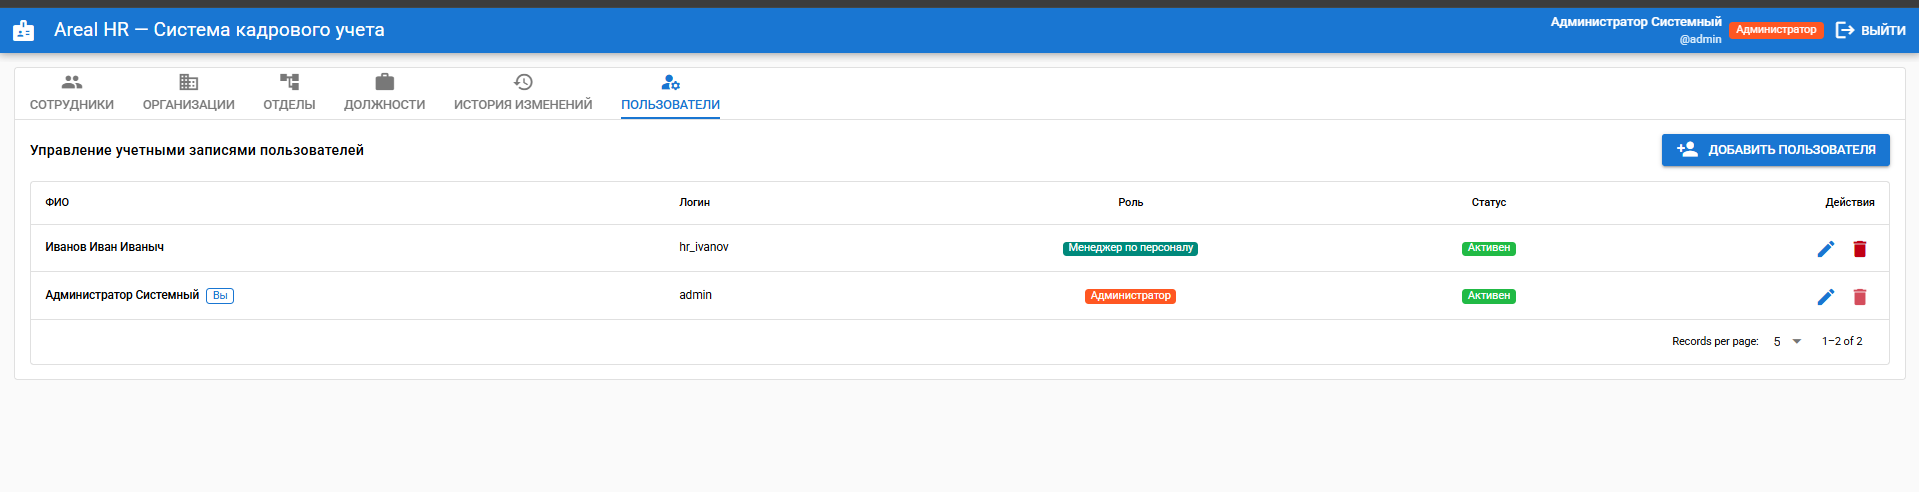 Areal HR — Система кадрового учета
Администратор Системный
@admin
Администратор
ВЫЙТИ
СОТРУДНИКИ
ОРГАНИЗАЦИИ
ОТДЕЛЫ
ДОЛЖНОСТИ
ИСТОРИЯ ИЗМЕНЕНИЙ
ПОЛЬЗОВАТЕЛИ
Управление учетными записями пользователей
ДОБАВИТЬ ПОЛЬЗОВАТЕЛЯ
ФИО Логин Роль Статус Действия
Иванов Иван Иваныч hr_ivanov Менеджер по персоналу Активен
Администратор Системный Вы admin Администратор Активен
Records per page: 5 1–2 of 2